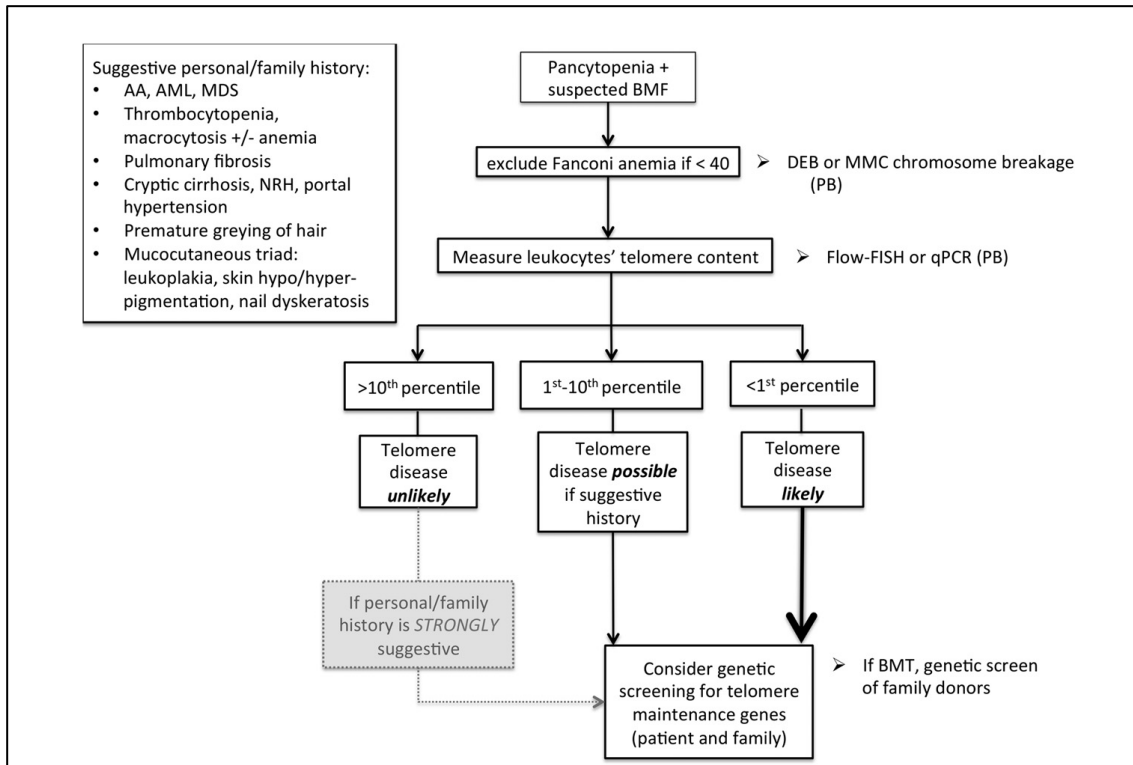 Suggestive personal/family history:
• AA, AML, MDS
• Thrombocytopenia,
macrocytosis +/- anemia
• Pulmonary fibrosis
• Cryptic cirrhosis, NRH, portal
hypertension
• Premature greying of hair
• Mucocutaneous triad:
leukoplakia, skin hypo/hyper-
pigmentation, nail dyskeratosis
Pancytopenia +
suspected BMF
exclude Fanconi anemia if < 40
➢ DEB or MMC chromosome breakage
(PB)
Measure leukocytes’ telomere content
➢ Flow-FISH or qPCR (PB)
>10th percentile
1st-10th percentile
<1st percentile
Telomere
disease
unlikely
Telomere
disease possible
if suggestive
history
Telomere
disease
likely
If personal/family
history is STRONGLY
suggestive
Consider genetic
screening for telomere
maintenance genes
(patient and family)
➢ If BMT, genetic screen
of family donors